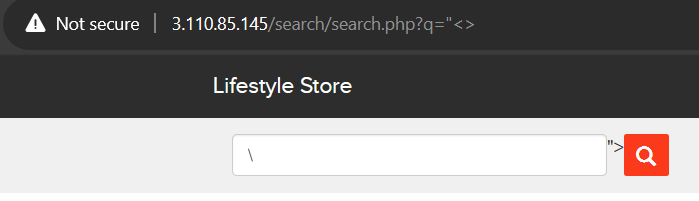 Not secure | 3.110.85.145/search/search.php?q="<>
Lifestyle Store
\ ">